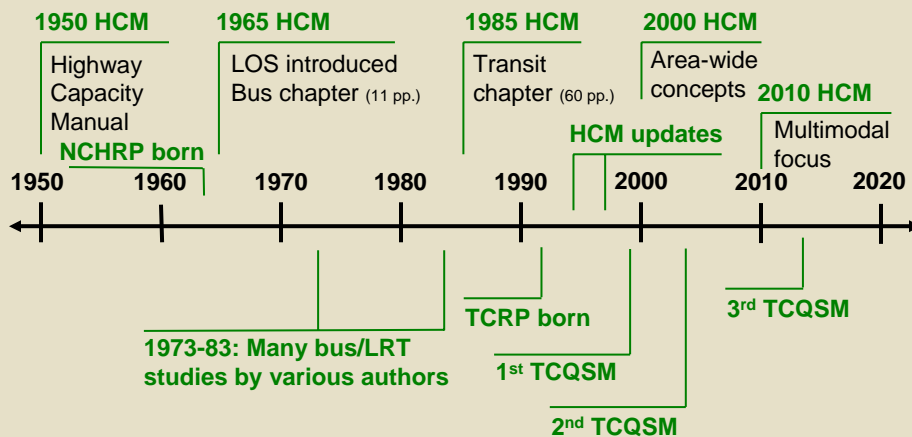 1950 HCM
Highway
Capacity
Manual
NCHRP born
1965 HCM
LOS introduced
Bus chapter (11 pp.)
1985 HCM
Transit
chapter (60 pp.)
HCM updates
2000 HCM
Area-wide
concepts
2010 HCM
Multimodal
focus
1950 1960 1970 1980 1990 2000 2010 2020
1973-83: Many bus/LRT
studies by various authors
TCRP born
1st TCQSM
2nd TCQSM
3rd TCQSM